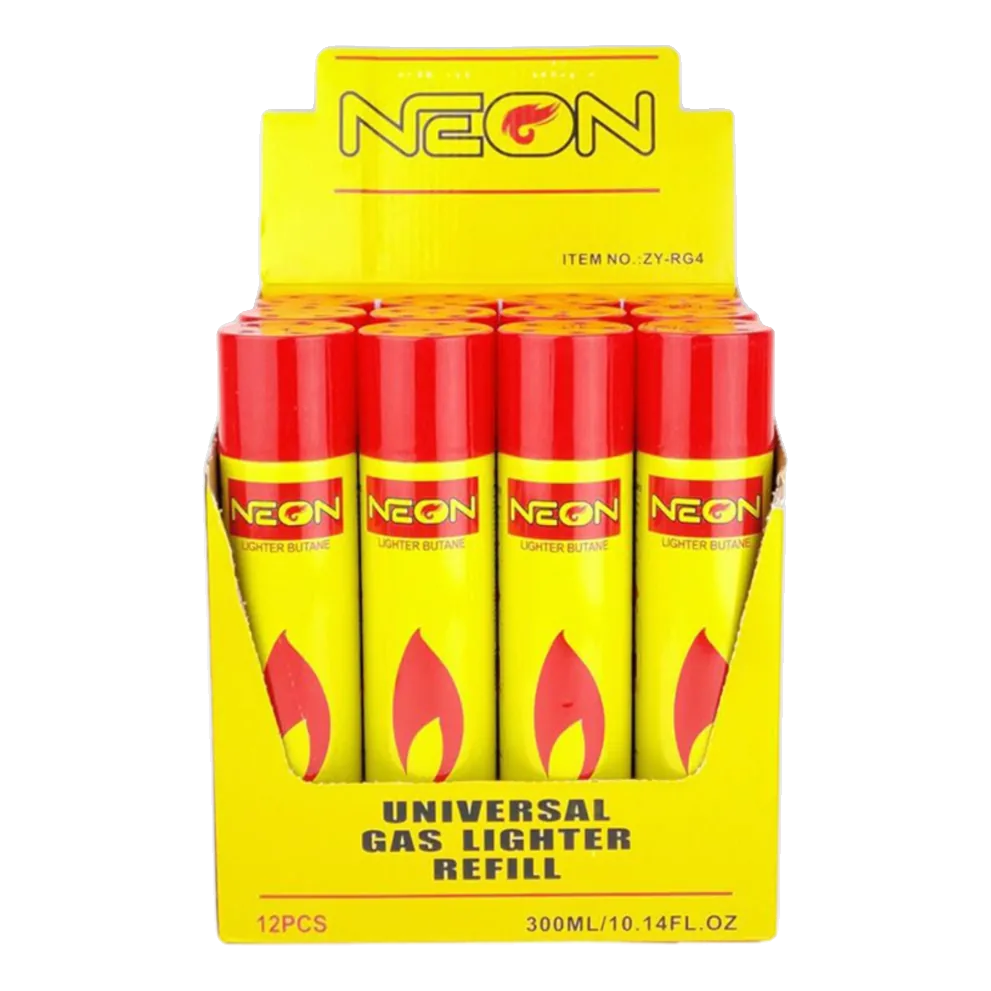 NEON
ITEM NO.:ZY-RG4
NEON
LIGHTER BUTANE
NEON
LIGHTER BUTANE
NEON
LIGHTER BUTANE
NEON
LIGHTER BUTANE
UNIVERSAL
GAS LIGHTER
REFILL
12PCS
300ML/10.14FL.OZ